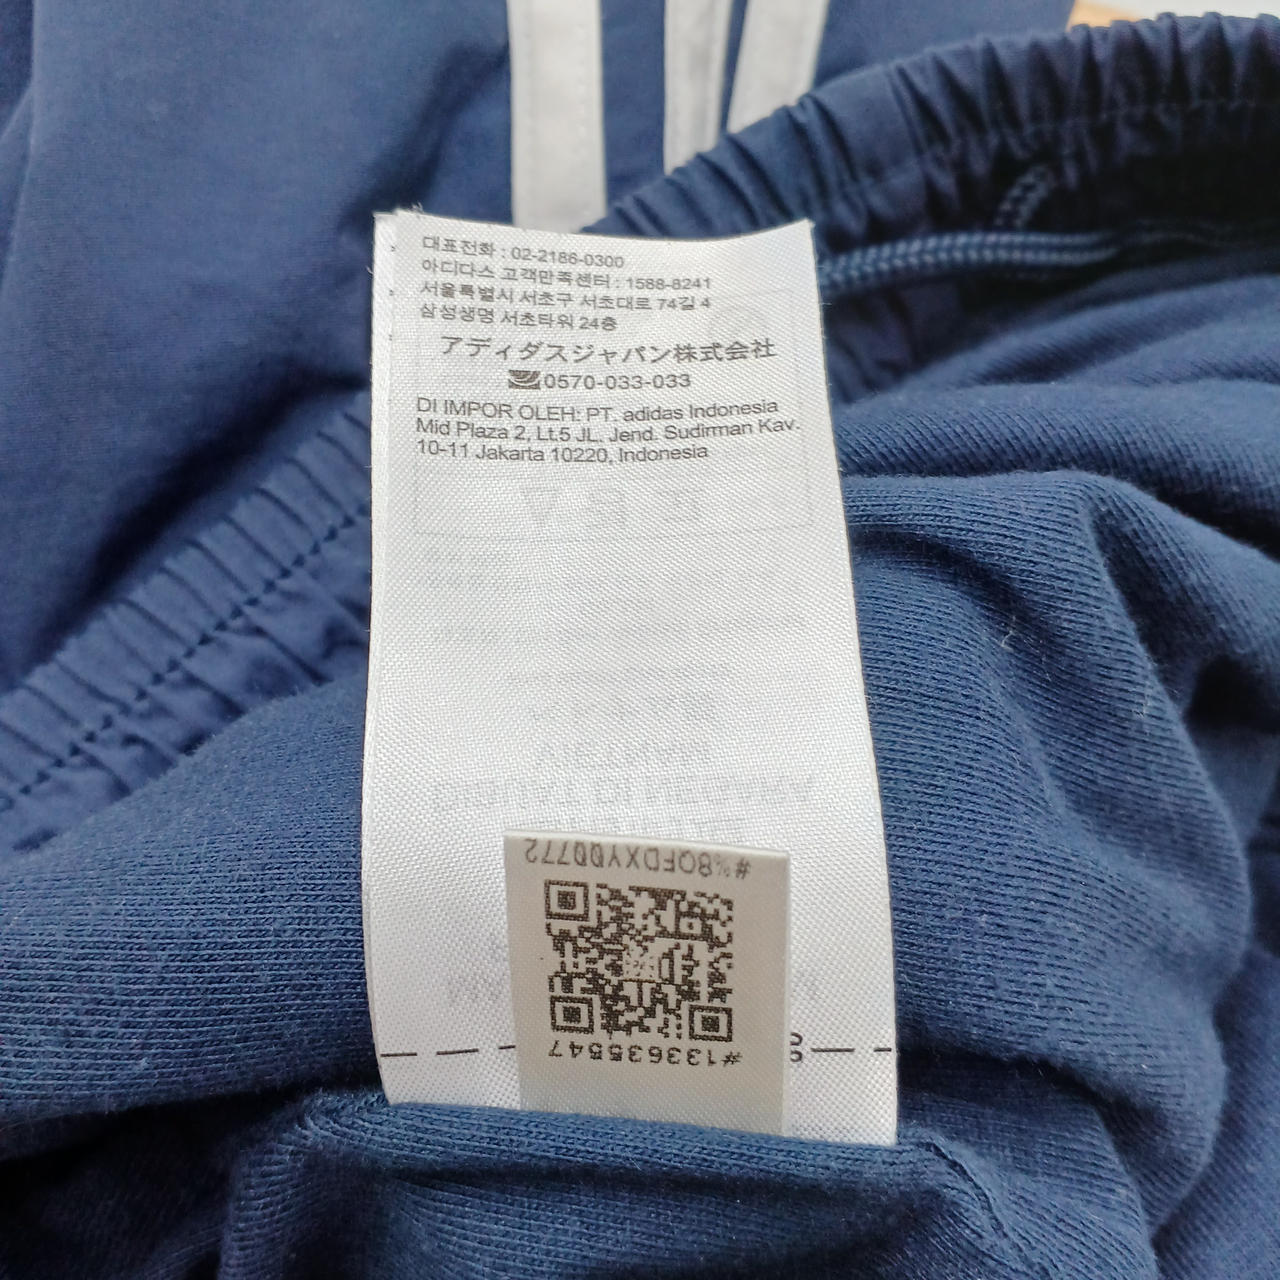 대표전화 : 02-2186-0300
아디다스 고객만족센터 : 1588-8241
서울특별시 서초구 서초대로 74길 4
삼성생명 서초타워 24층
アディダスジャパン株式会社
0570-033-033
DI IMPOR OLEH: PT. adidas Indonesia
Mid Plaza 2, Lt.5 JL. Jend. Sudirman Kav.
10-11 Jakarta 10220, Indonesia
#%8QFDXY00772
#133635547